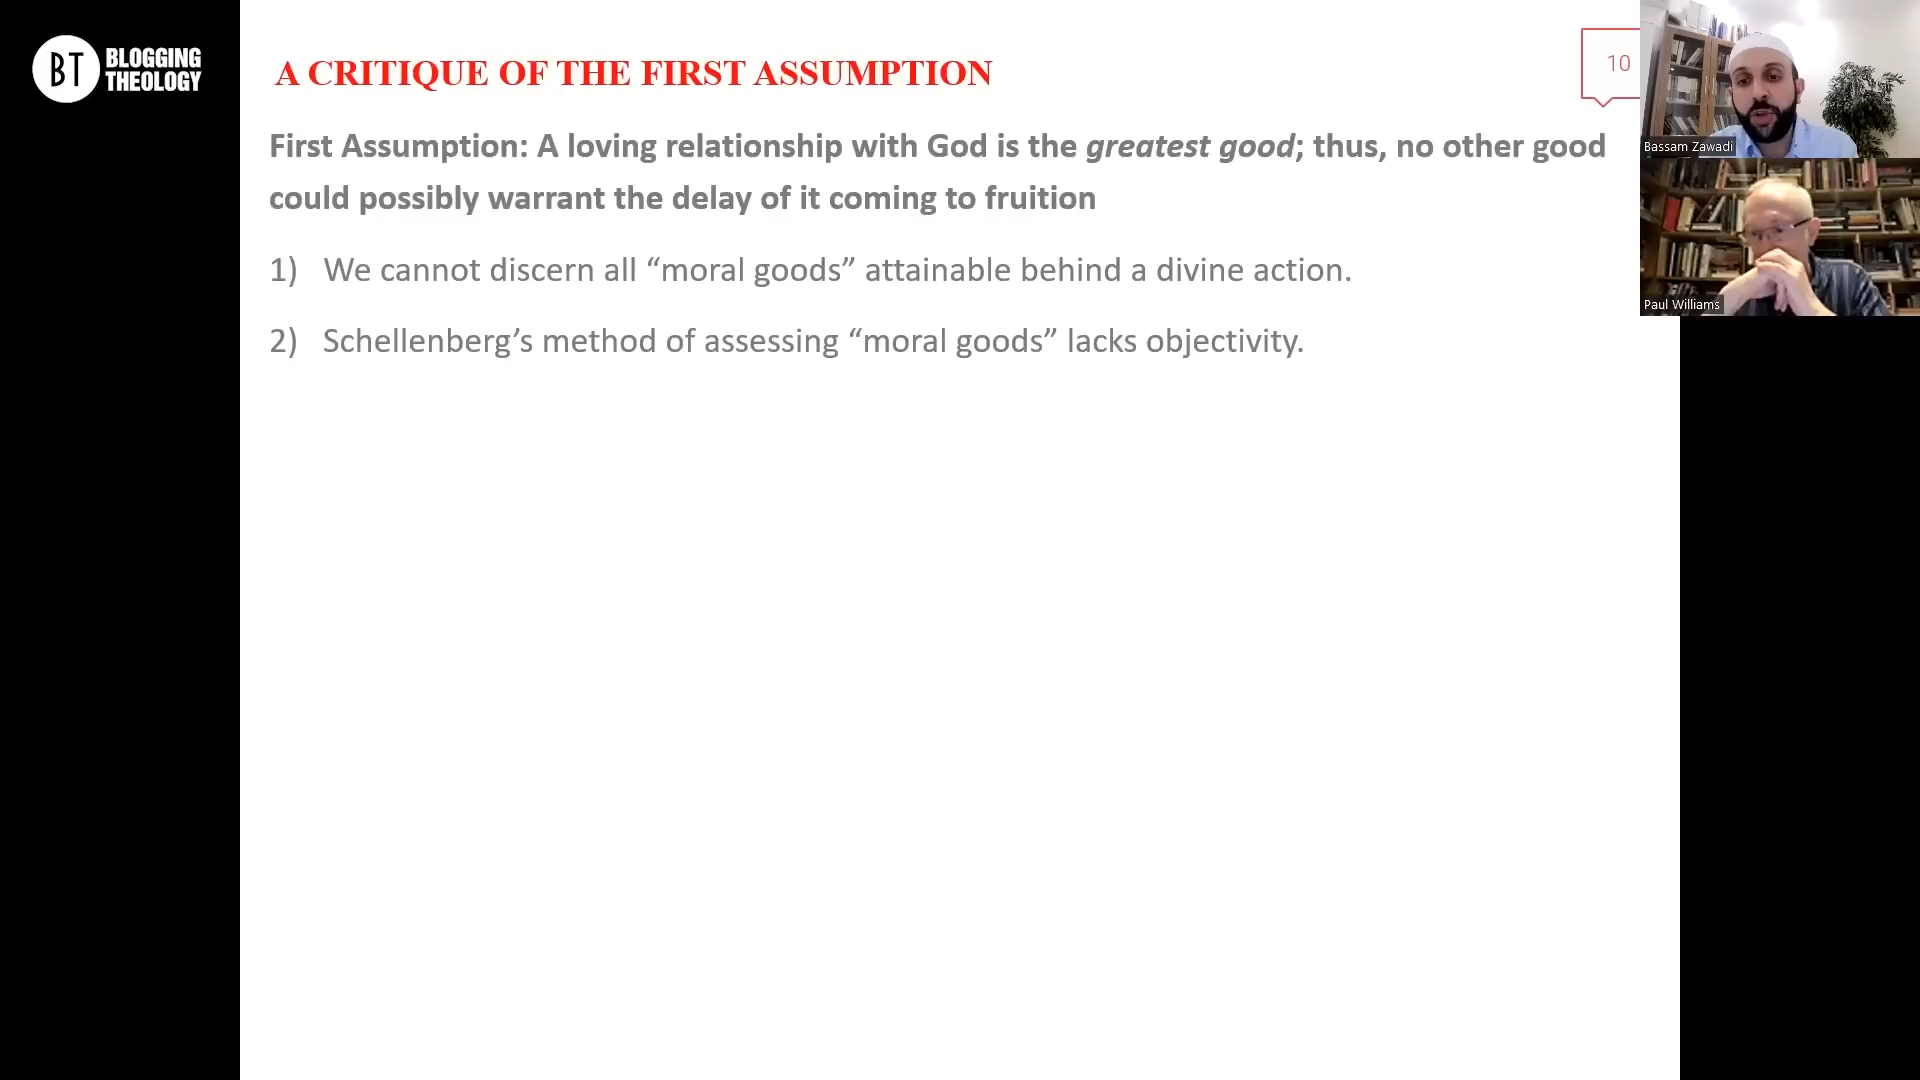 BT BLOGGING
THEOLOGY
A CRITIQUE OF THE FIRST ASSUMPTION
10
First Assumption: A loving relationship with God is the greatest good; thus, no other good
could possibly warrant the delay of it coming to fruition
1) We cannot discern all “moral goods” attainable behind a divine action.
2) Schellenberg’s method of assessing “moral goods” lacks objectivity.
Bassam Zawadi
Paul Williams